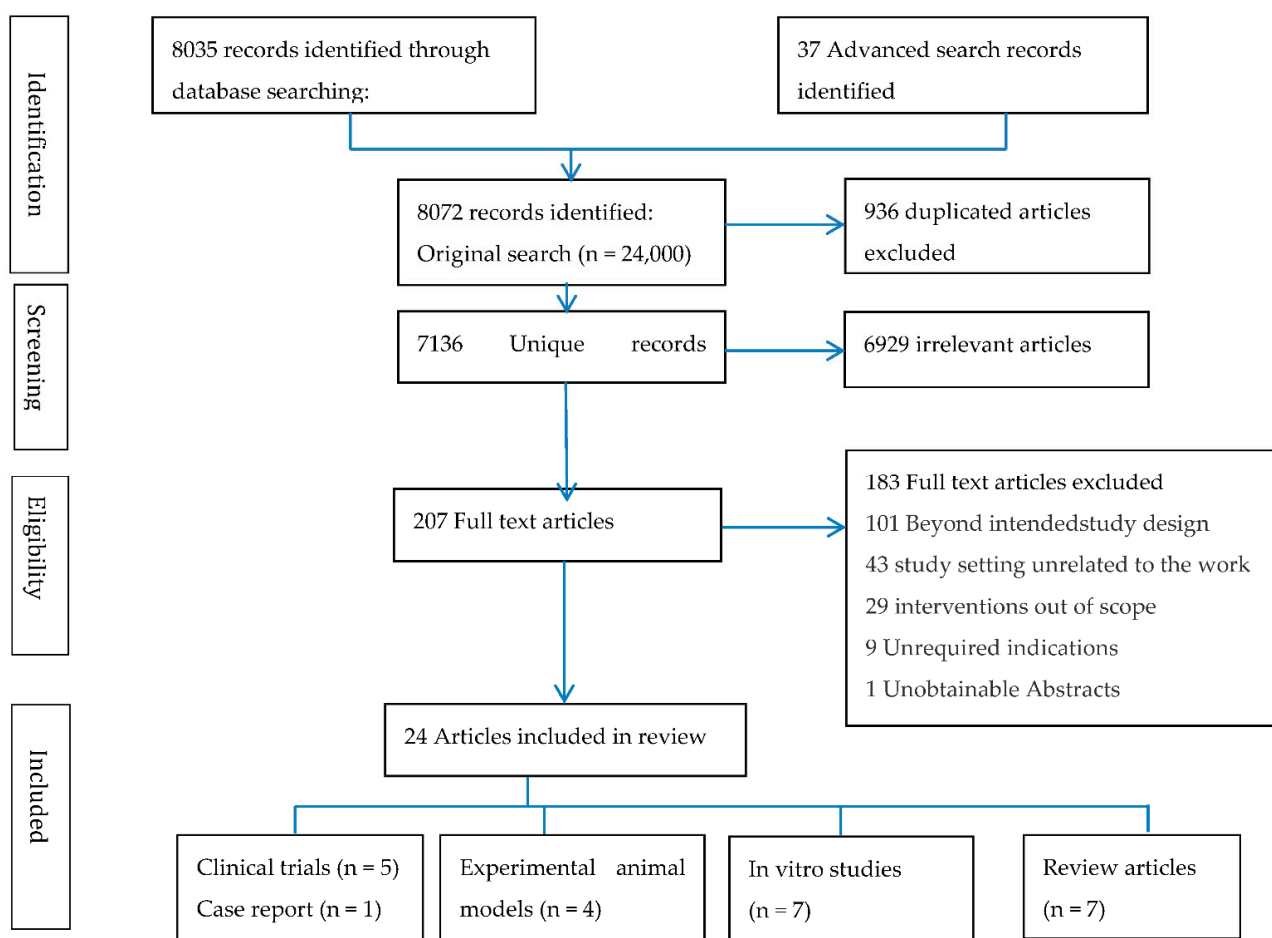 Identification
8035 records identified through
database searching:
37 Advanced search records
identified
8072 records identified:
Original search (n = 24,000)
936 duplicated articles
excluded
Screening
7136 Unique records
6929 irrelevant articles
Eligibility
207 Full text articles
183 Full text articles excluded
101 Beyond intendedstudy design
43 study setting unrelated to the work
29 interventions out of scope
9 Unrequired indications
1 Unobtainable Abstracts
Included
24 Articles included in review
Clinical trials (n = 5)
Case report (n = 1)
Experimental animal
models (n = 4)
In vitro studies
(n = 7)
Review articles
(n = 7)